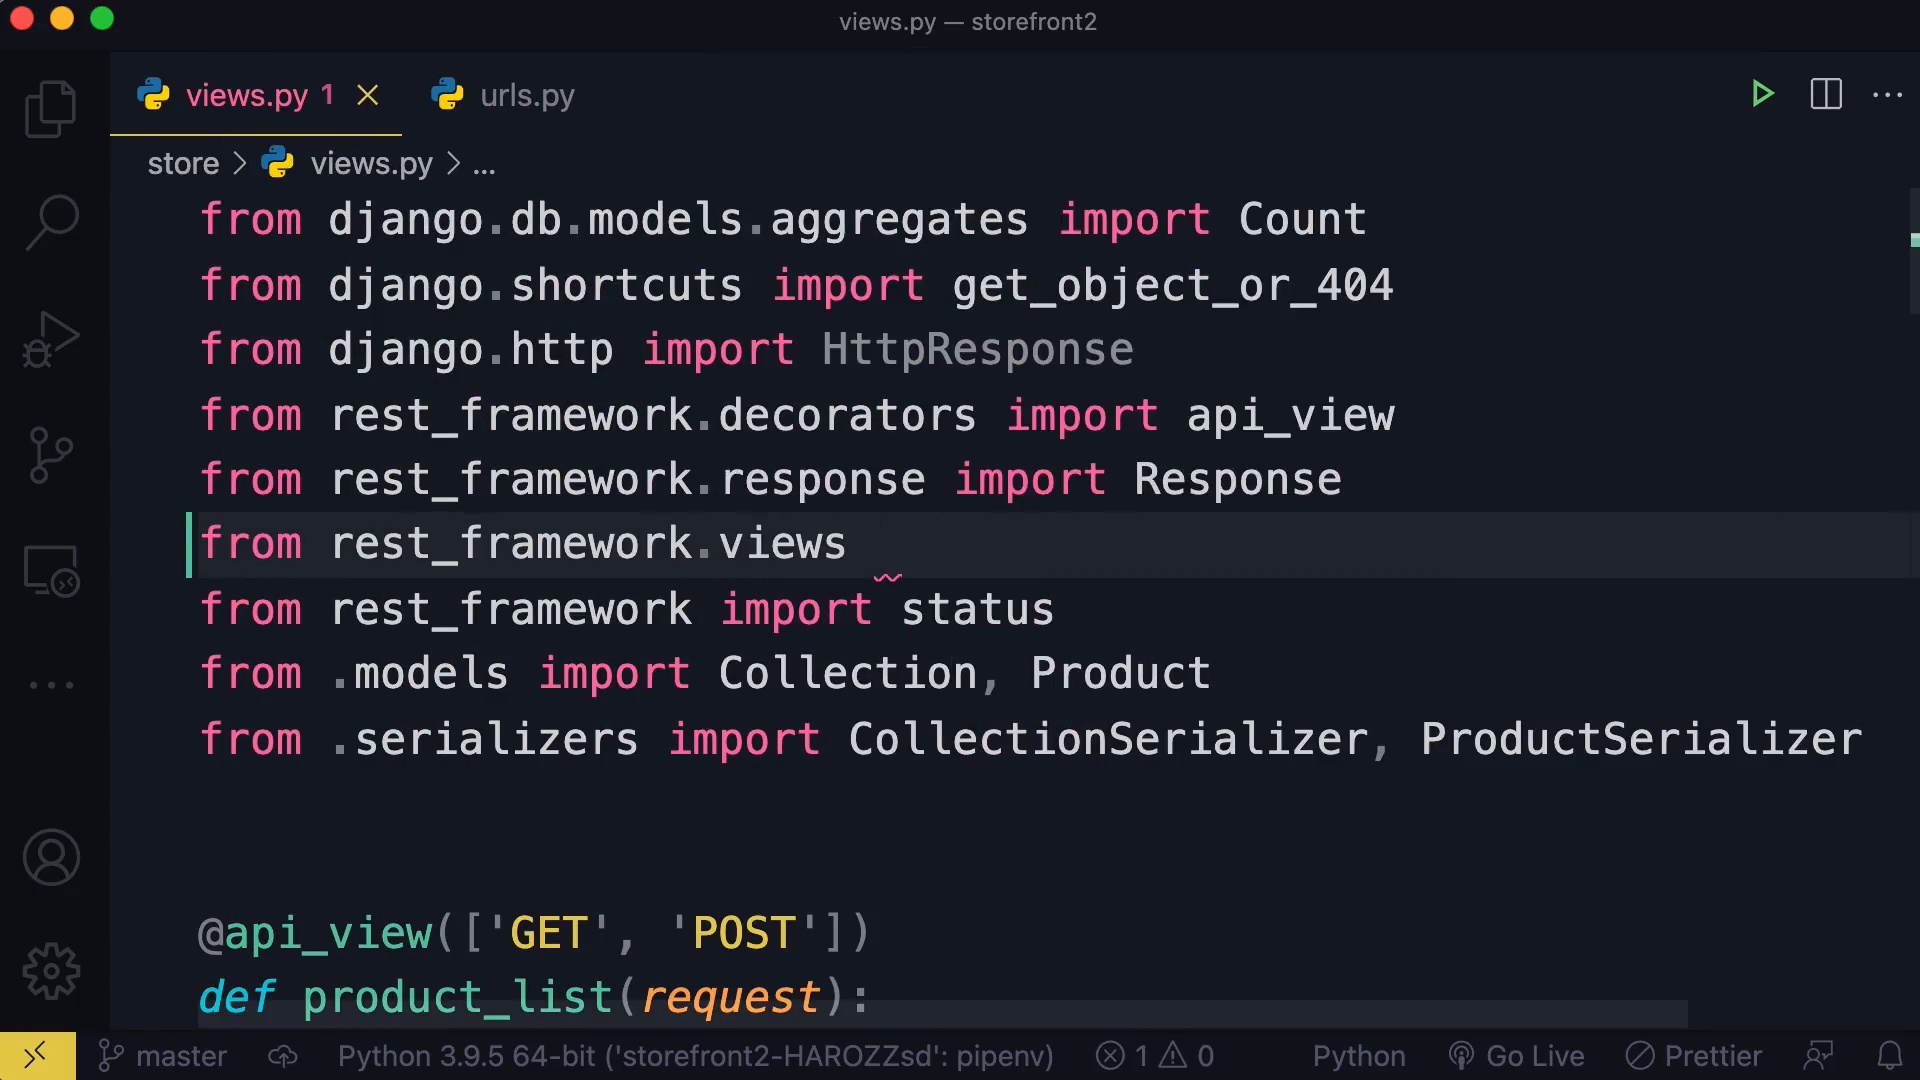 views.py — storefront2
views.py 1
urls.py
store > views.py > ...
from django.db.models.aggregates import Count
from django.shortcuts import get_object_or_404
from django.http import HttpResponse
from rest_framework.decorators import api_view
from rest_framework.response import Response
from rest_framework.views
from rest_framework import status
from .models import Collection, Product
from .serializers import CollectionSerializer, ProductSerializer
@api_view(['GET', 'POST'])
def product_list(request):
master Python 3.9.5 64-bit ('storefront2-HAROZZsd': pipenv) 1 0 Python Go Live Prettier